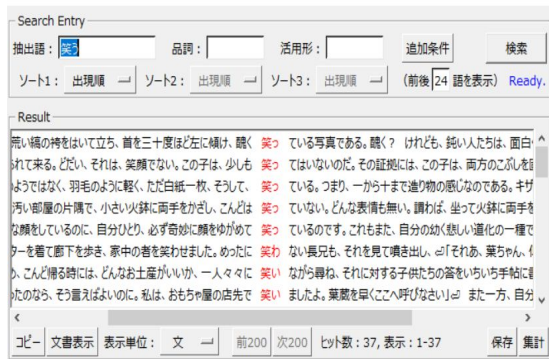 Search Entry
抽出語： 笑う 品詞： 活用形： 追加条件 検索
ソート1： 出現順 ソート2： 出現順 ソート3： 出現順 （前後 24 語を表示） Ready.
Result
荒い縞の袴をはいて立ち、首を三十度ほど左に傾け、醜く 笑っ ている写真である。醜く？ けれども、鈍い人たちは、面白
られて来る。どだい、それは、笑顔でない。この子は、少しも 笑っ てはいないのだ。その証拠には、この子は、両方のこぶしを
ようではなく、羽毛のように軽く、ただ白紙一枚、そうして、 笑っ ている。つまり、一から十まで造り物の感じなのである。キザ
汚い部屋の片隅で、小さい火鉢に両手をかざし、こんどは 笑っ ていない。どんな表情も無い。謂わば、坐って火鉢に両手を
な顔をしているのに、自分ひとり、必ず奇妙に顔をゆがめて 笑っ ているのです。これもまた、自分の幼く悲しい道化の一種で
ターを着て廊下を歩き、家中の者を笑わせました。めったに 笑わ ない長兄も、それを見て噴き出し、⏎「それあ、葉ちゃん、
、こんど帰る時には、どんなお土産がいいか、一人々々に 笑い ながら尋ね、それに対する子供たちの答をいちいち手帖に
たのなら、そう言えばよいのに。私は、おもちゃ屋の店先で 笑い ましたよ。葉蔵を早くここへ呼びなさい」⏎ また一方、自分
コピー 文書表示 表示単位： 文 前200 次200 ヒット数：37, 表示：1-37 保存 集計